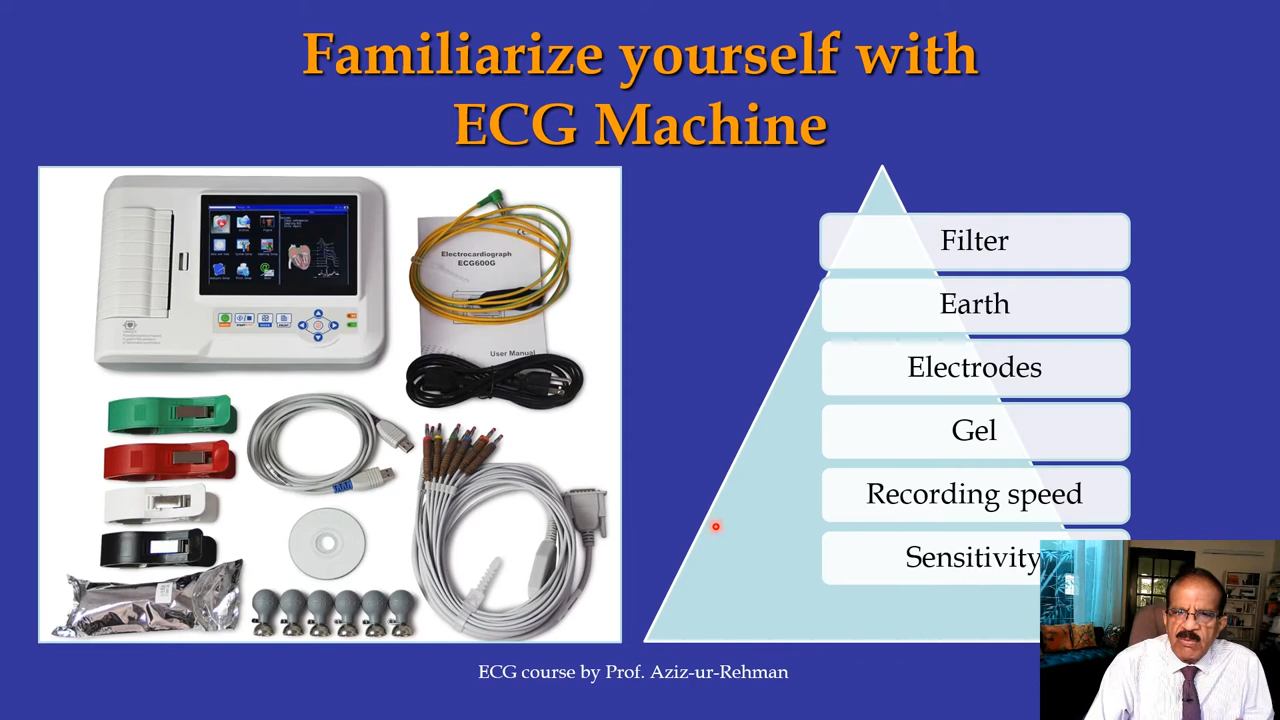 Familiarize yourself with
ECG Machine
Electrocardiograph
ECG600G
User Manual
Filter
Earth
Electrodes
Gel
Recording speed
Sensitivity
ECG course by Prof. Aziz-ur-Rehman